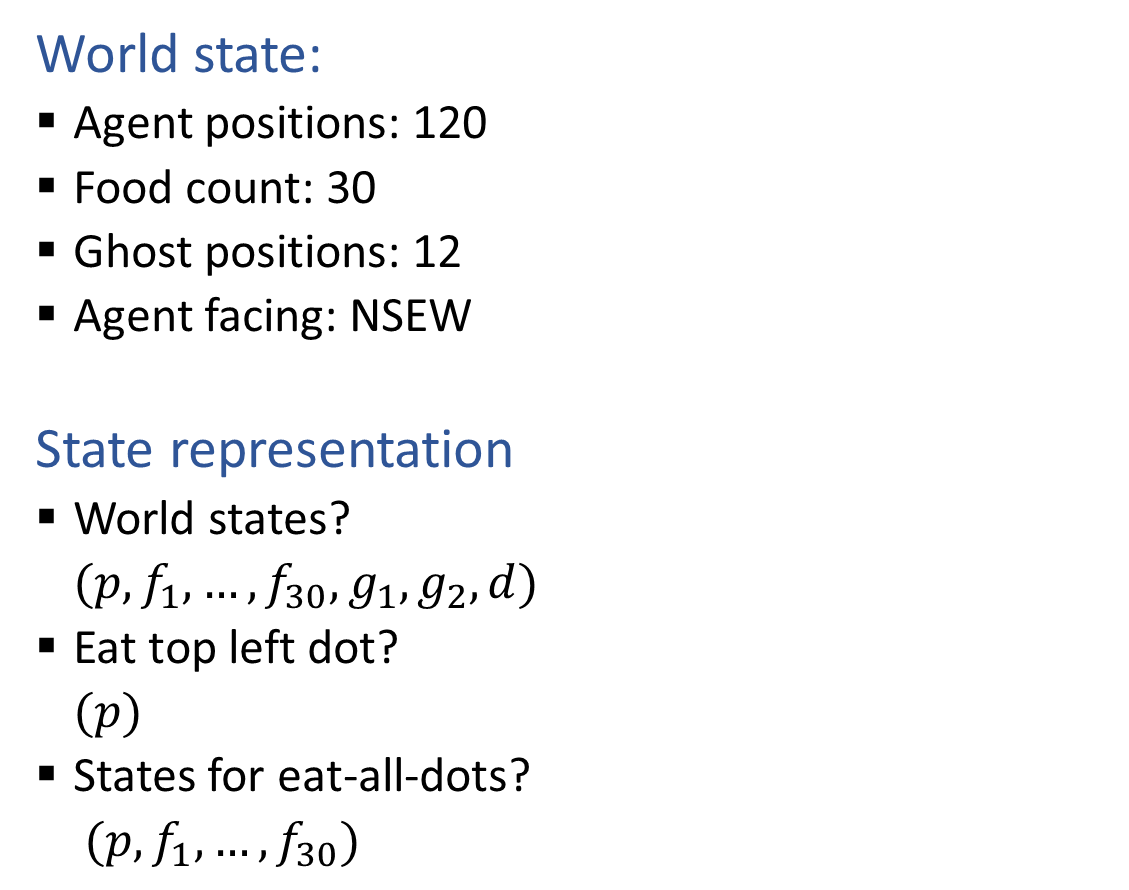 World state:
▪ Agent positions: 120
▪ Food count: 30
▪ Ghost positions: 12
▪ Agent facing: NSEW
State representation
▪ World states?
(p, f₁, … , f₃₀, g₁, g₂, d)
▪ Eat top left dot?
(p)
▪ States for eat-all-dots?
(p, f₁, … , f₃₀)